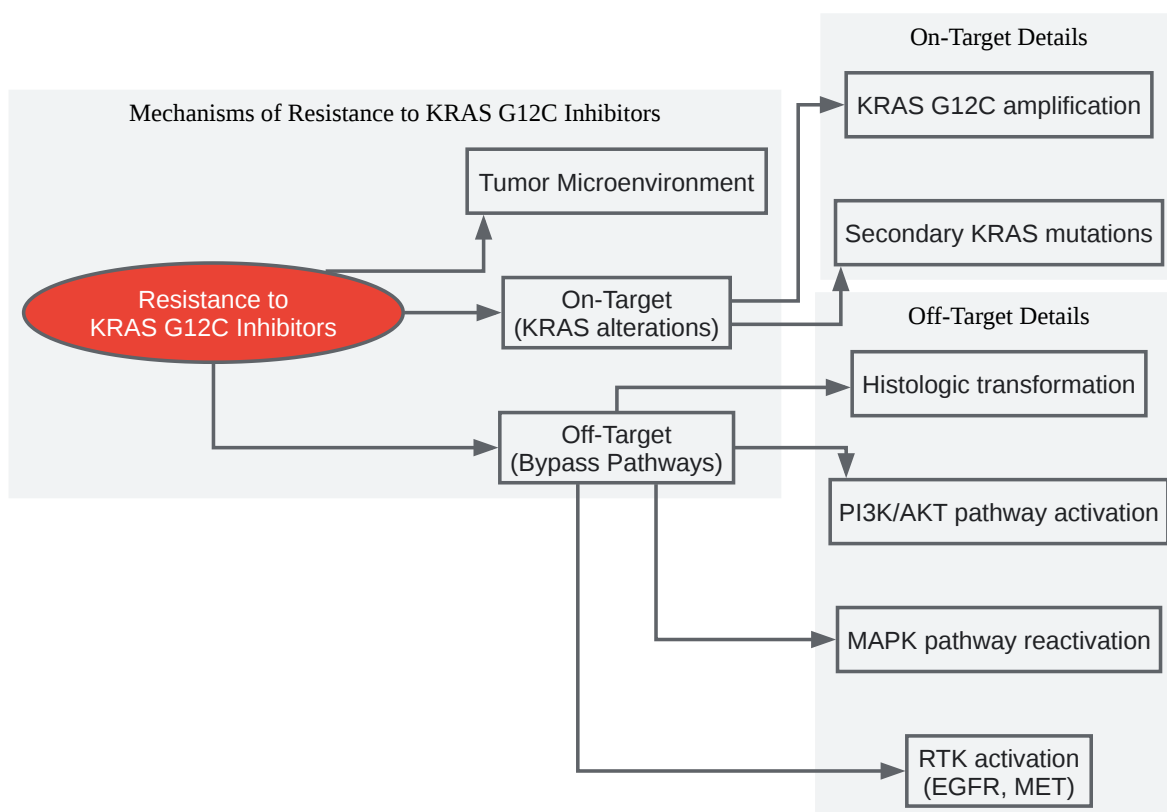 Mechanisms of Resistance to KRAS G12C Inhibitors
Tumor Microenvironment
Resistance to
KRAS G12C Inhibitors
On-Target
(KRAS alterations)
Off-Target
(Bypass Pathways)
On-Target Details
KRAS G12C amplification
Secondary KRAS mutations
Off-Target Details
Histologic transformation
PI3K/AKT pathway activation
MAPK pathway reactivation
RTK activation
(EGFR, MET)